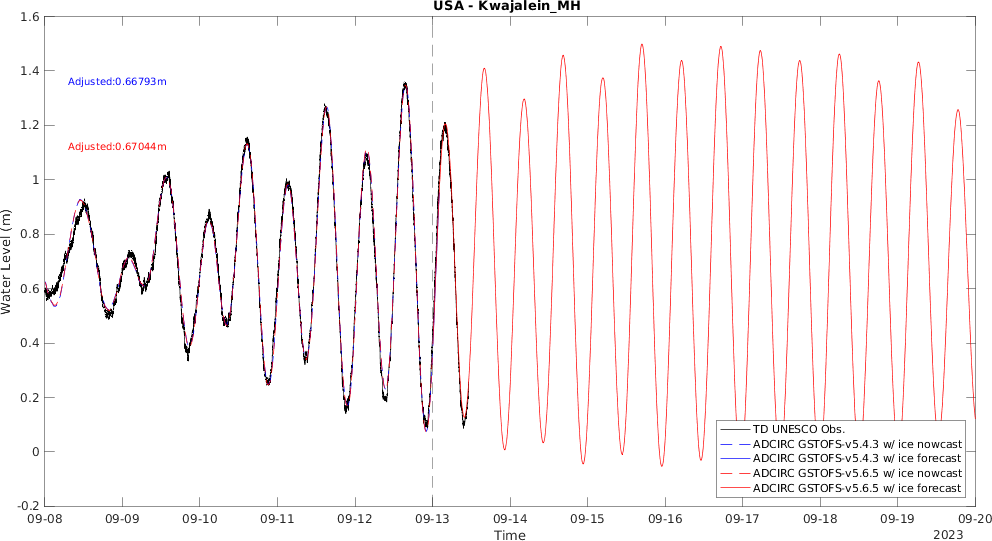 USA - Kwajalein_MH
1.6
1.4
1.2
1
0.8
0.6
0.4
0.2
0
-0.2
Water Level (m)
Adjusted:0.66793m
Adjusted:0.67044m
TD UNESCO Obs.
ADCIRC GSTOFS-v5.4.3 w/ ice nowcast
ADCIRC GSTOFS-v5.4.3 w/ ice forecast
ADCIRC GSTOFS-v5.6.5 w/ ice nowcast
ADCIRC GSTOFS-v5.6.5 w/ ice forecast
09-08 09-09 09-10 09-11 09-12 09-13 09-14 09-15 09-16 09-17 09-18 09-19 09-20
Time
2023